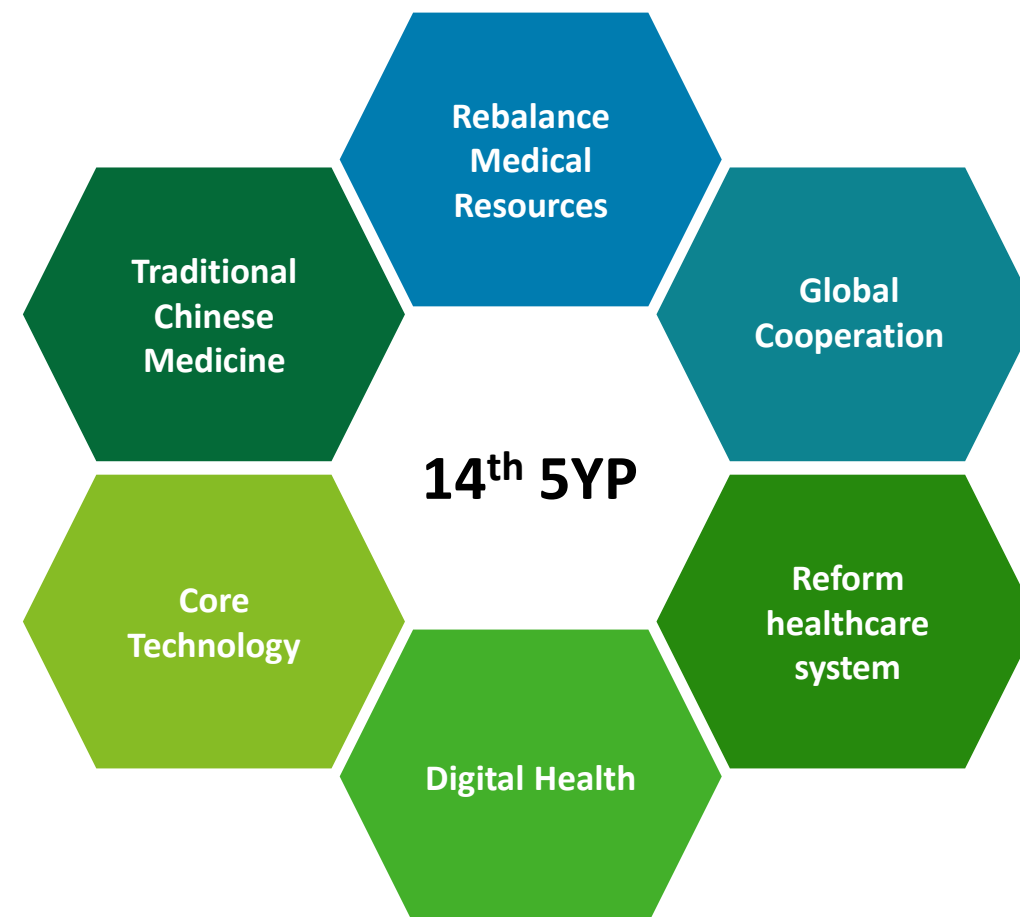 Rebalance
Medical
Resources
Traditional
Chinese
Medicine
Global
Cooperation
14th 5YP
Core
Technology
Reform
healthcare
system
Digital Health